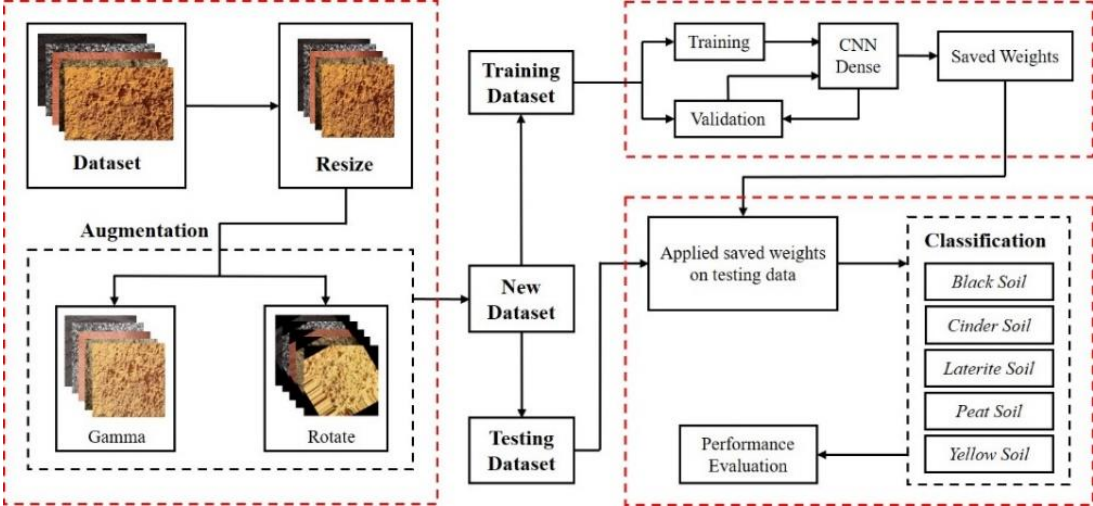 Dataset
Resize
Augmentation
Gamma
Rotate
Training
Dataset
New
Dataset
Testing
Dataset
Training
Validation
CNN
Dense
Saved Weights
Applied saved weights
on testing data
Classification
Black Soil
Cinder Soil
Laterite Soil
Peat Soil
Yellow Soil
Performance
Evaluation